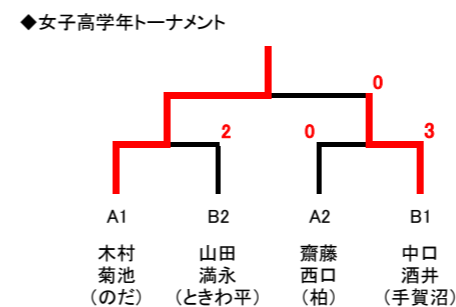 ◆女子高学年トーナメント
0
2 0 3
A1 B2 A2 B1
木村 山田 齋藤 中口
菊池 満永 西口 酒井
(のだ) (ときわ平) (柏) (手賀沼)